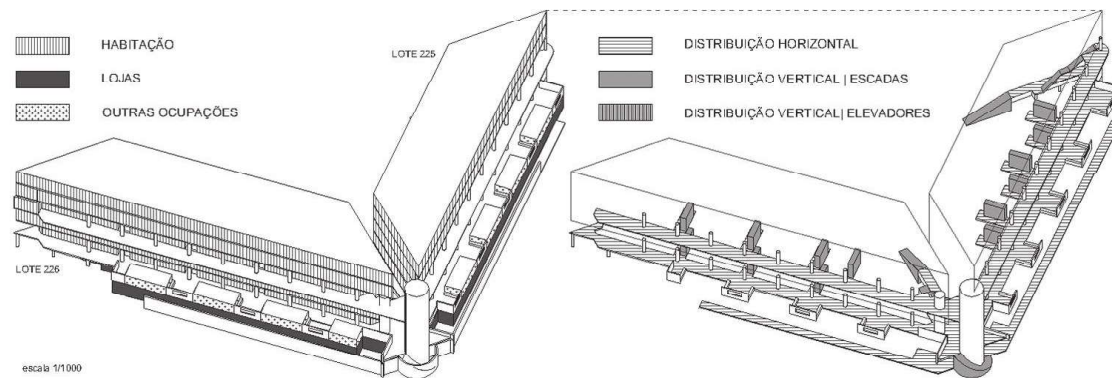 HABITAÇÃO
LOJAS
OUTRAS OCUPAÇÕES
LOTE 225
LOTE 226
escala 1/1000
DISTRIBUIÇÃO HORIZONTAL
DISTRIBUIÇÃO VERTICAL | ESCADAS
DISTRIBUIÇÃO VERTICAL| ELEVADORES